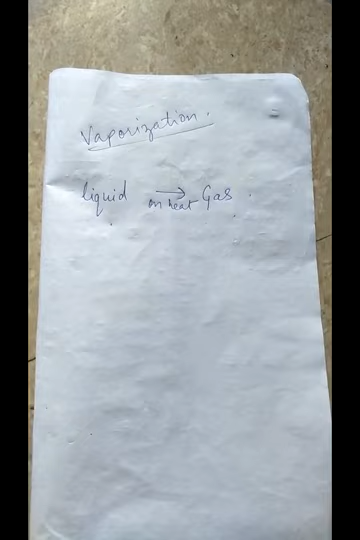 Vaporization.
liquid → Gas
on heat